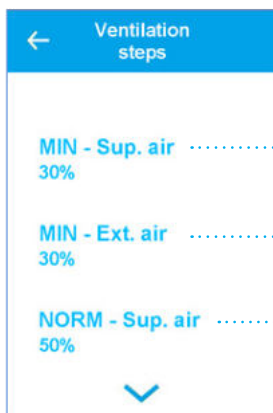 Ventilation
steps
MIN - Sup. air
30%
MIN - Ext. air
30%
NORM - Sup. air
50%